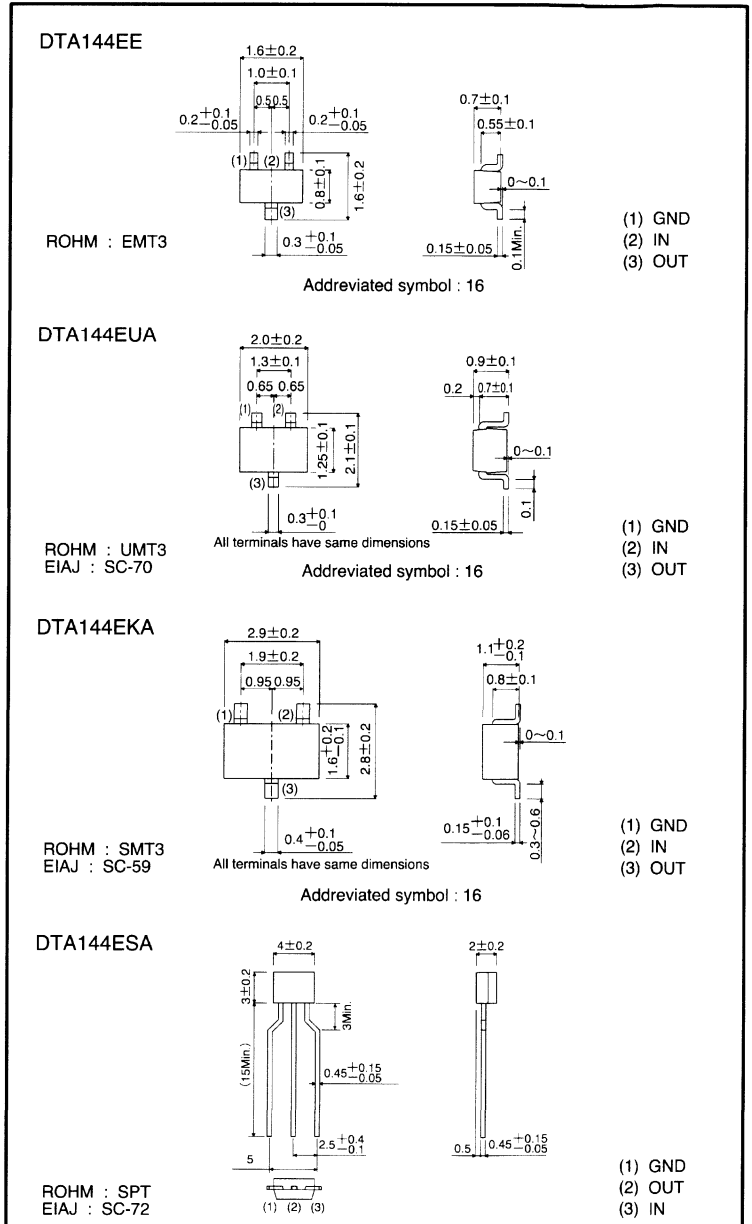 DTA144EE
1.6±0.2
1.0±0.1
0.5 0.5
0.2 +0.1 −0.05
0.2 +0.1 −0.05
(1) (2)
0.8±0.1
1.6±0.2
(3)
0.3 +0.1 −0.05
0.7±0.1
0.55±0.1
0~0.1
0.15±0.05
0.1Min.
ROHM : EMT3
(1) GND
(2) IN
(3) OUT
Addreviated symbol : 16
DTA144EUA
2.0±0.2
1.3±0.1
0.65 0.65
(1) (2)
1.25±0.1
2.1±0.1
(3)
0.3 +0.1 −0
All terminals have same dimensions
0.9±0.1
0.2 0.7±0.1
0~0.1
0.15±0.05
0.1
ROHM : UMT3
EIAJ : SC-70
Addreviated symbol : 16
(1) GND
(2) IN
(3) OUT
DTA144EKA
2.9±0.2
1.9±0.2
0.95 0.95
(1) (2)
1.6 +0.2 −0.1
2.8±0.2
(3)
0.4 +0.1 −0.05
All terminals have same dimensions
1.1 +0.2 −0.1
0.8±0.1
0~0.1
0.15 +0.1 −0.06
0.3~0.6
ROHM : SMT3
EIAJ : SC-59
(1) GND
(2) IN
(3) OUT
Addreviated symbol : 16
DTA144ESA
4±0.2
3±0.2
3Min.
(15Min.)
0.45 +0.15 −0.05
2.5 +0.4 −0.1
5
(1) (2) (3)
2±0.2
0.5
0.45 +0.15 −0.05
ROHM : SPT
EIAJ : SC-72
(1) GND
(2) OUT
(3) IN